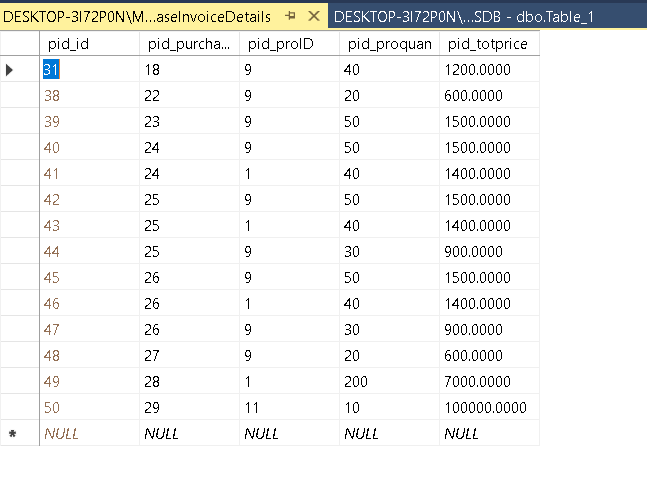 DESKTOP-3I72P0N\M...aseInvoiceDetails DESKTOP-3I72P0N\...SDB - dbo.Table_1
pid_id pid_purcha... pid_proID pid_proquan pid_totprice
31 18 9 40 1200.0000
38 22 9 20 600.0000
39 23 9 50 1500.0000
40 24 9 50 1500.0000
41 24 1 40 1400.0000
42 25 9 50 1500.0000
43 25 1 40 1400.0000
44 25 9 30 900.0000
45 26 9 50 1500.0000
46 26 1 40 1400.0000
47 26 9 30 900.0000
48 27 9 20 600.0000
49 28 1 200 7000.0000
50 29 11 10 100000.0000
NULL NULL NULL NULL NULL